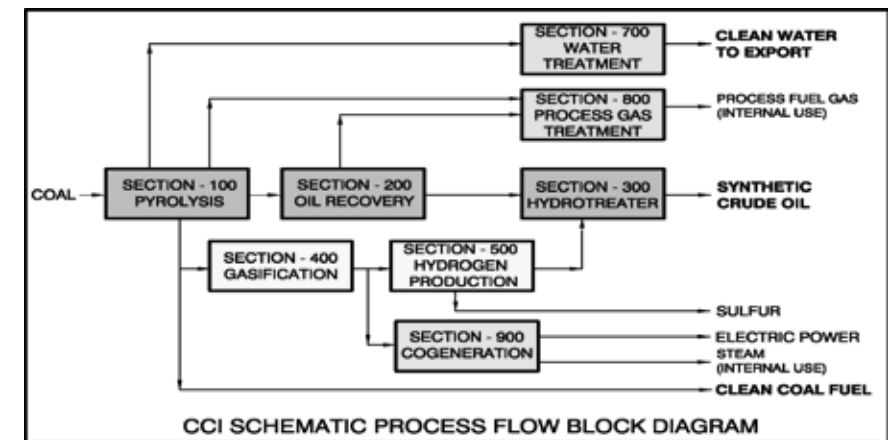 SECTION - 700
WATER
TREATMENT
CLEAN WATER
TO EXPORT
SECTION - 800
PROCESS GAS
TREATMENT
PROCESS FUEL GAS
(INTERNAL USE)
COAL
SECTION - 100
PYROLYSIS
SECTION - 200
OIL RECOVERY
SECTION - 300
HYDROTREATER
SYNTHETIC
CRUDE OIL
SECTION - 400
GASIFICATION
SECTION - 500
HYDROGEN
PRODUCTION
SULFUR
SECTION - 900
COGENERATION
ELECTRIC POWER
STEAM
(INTERNAL USE)
CLEAN COAL FUEL
CCI SCHEMATIC PROCESS FLOW BLOCK DIAGRAM